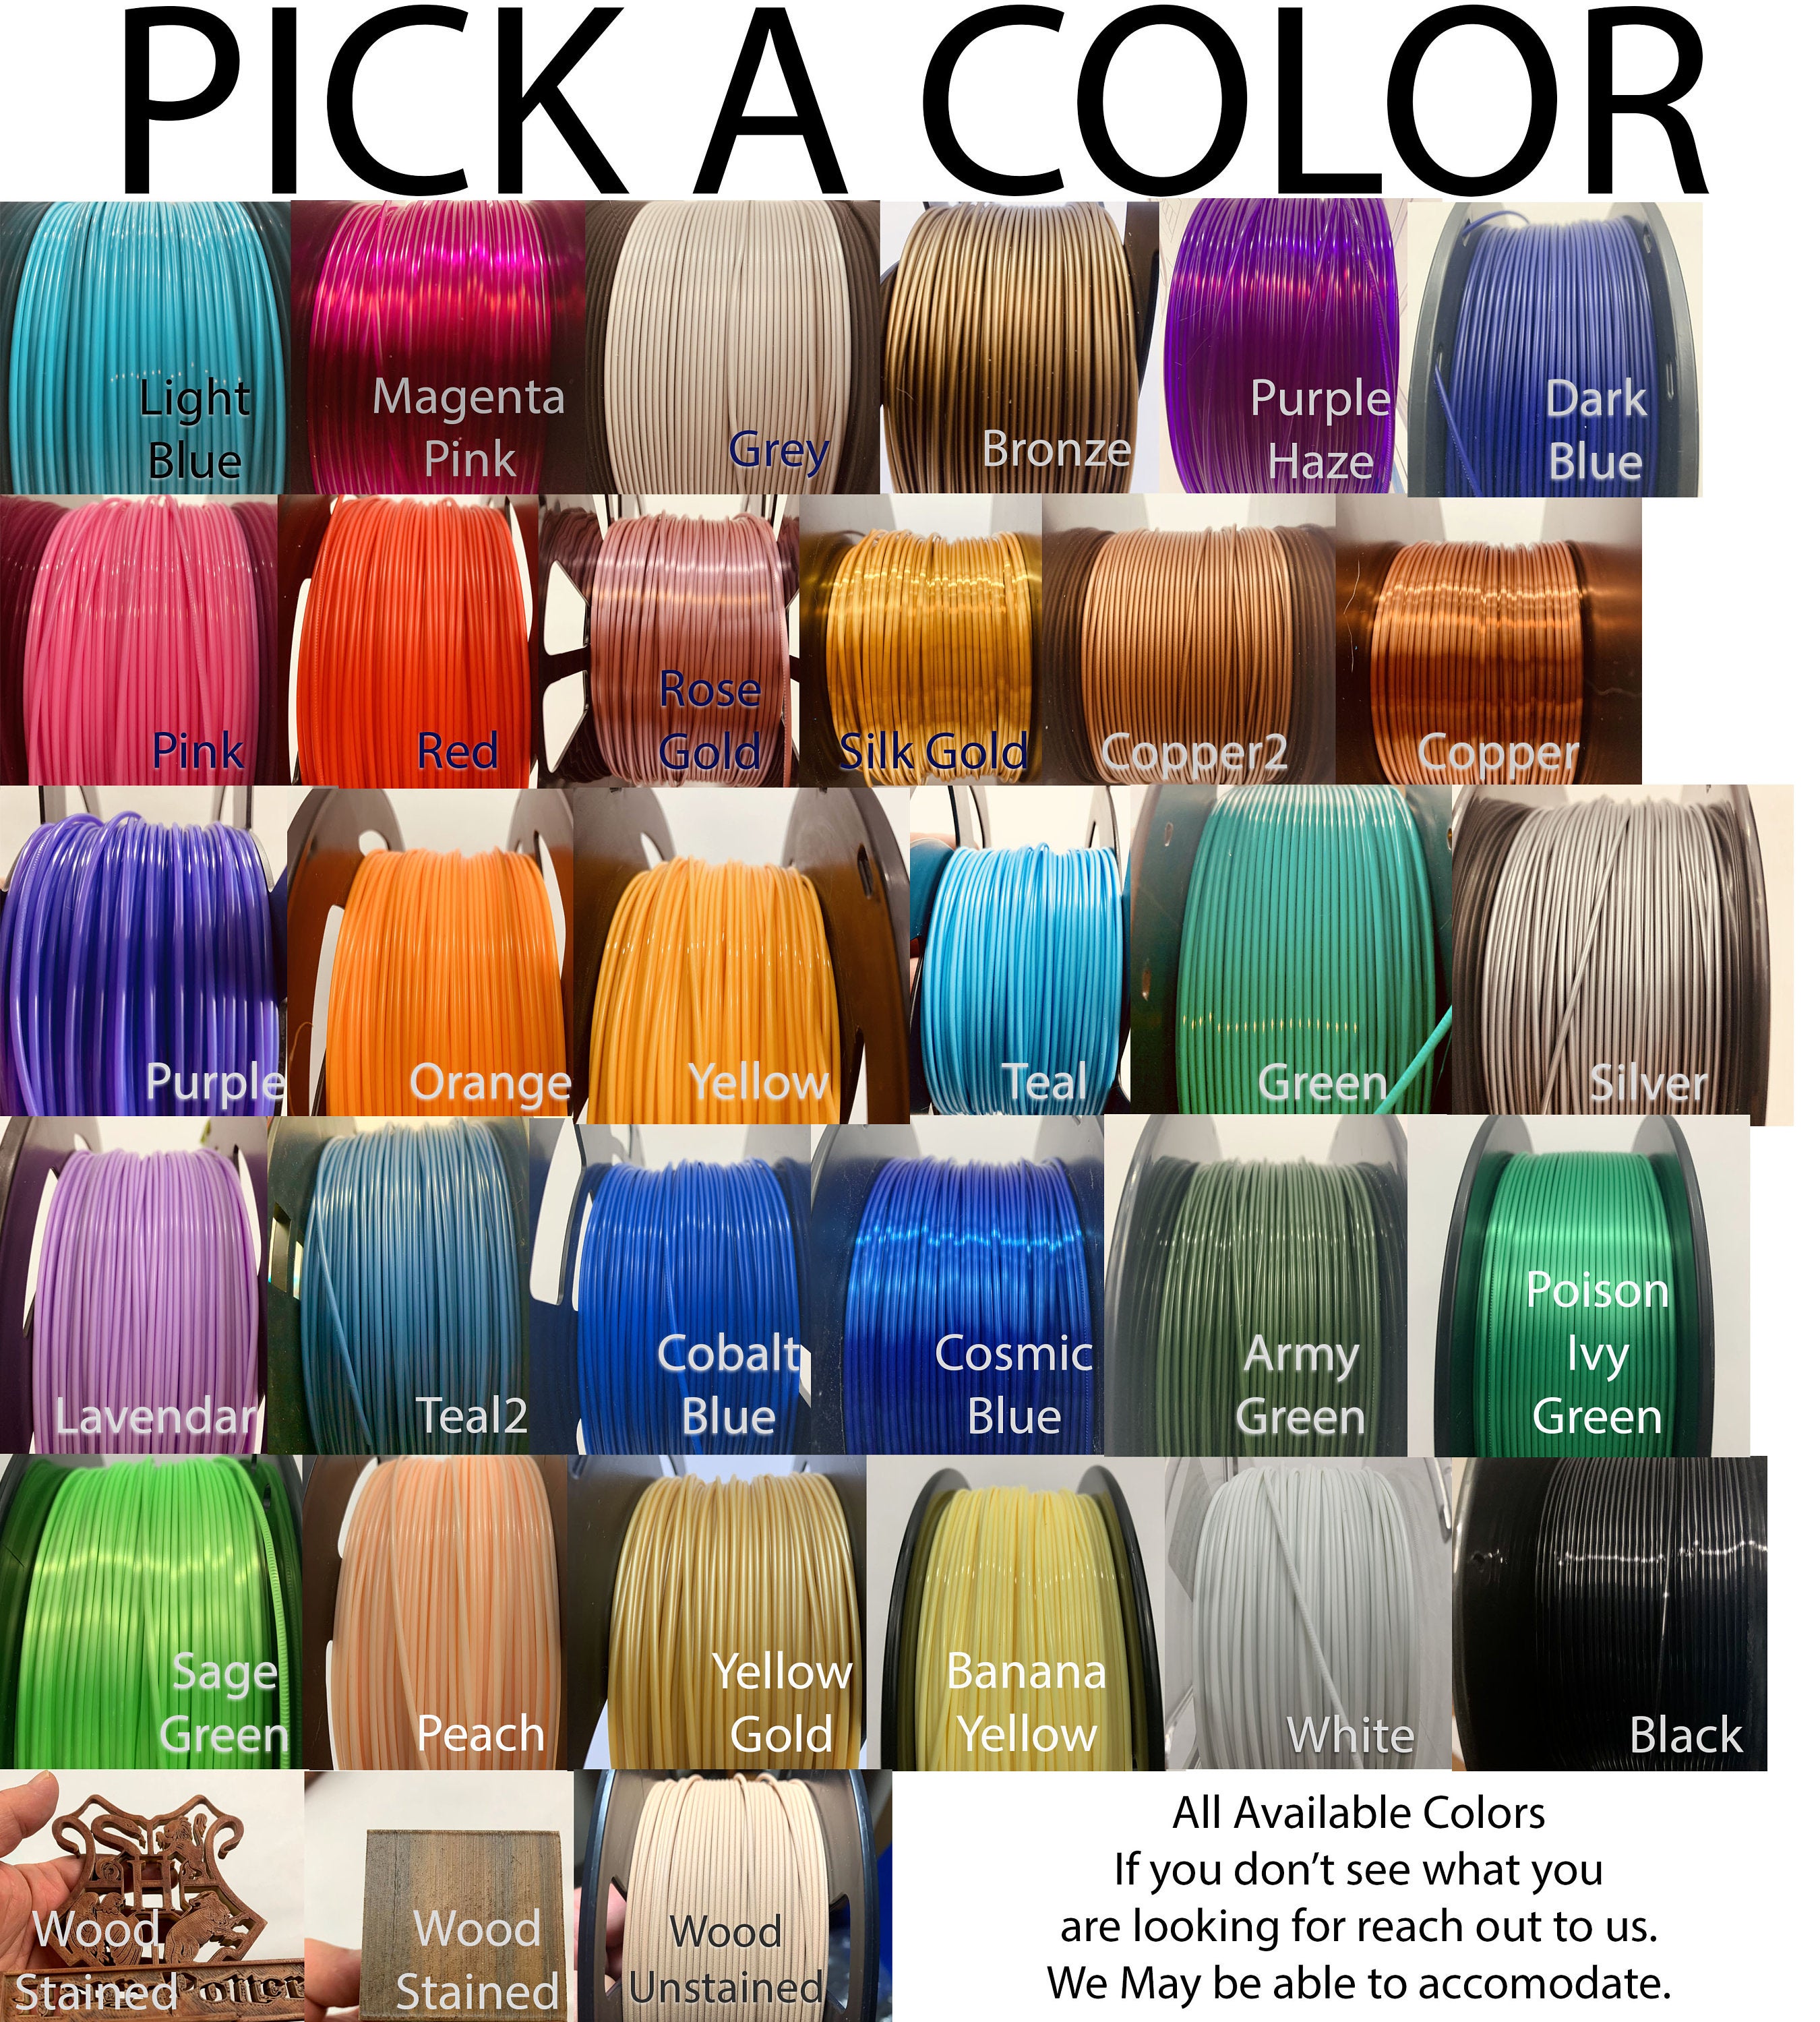 PICK A COLOR
Light
Blue
Magenta
Pink
Grey
Bronze
Purple
Haze
Dark
Blue
Pink
Red
Rose
Gold
Silk Gold
Copper2
Copper
Purple
Orange
Yellow
Teal
Green
Silver
Lavendar
Teal2
Cobalt
Blue
Cosmic
Blue
Army
Green
Poison
Ivy
Green
Sage
Green
Peach
Yellow
Gold
Banana
Yellow
White
Black
Wood
Stained
Potter
Wood
Stained
Wood
Unstained
All Available Colors
If you don’t see what you
are looking for reach out to us.
We May be able to accomodate.